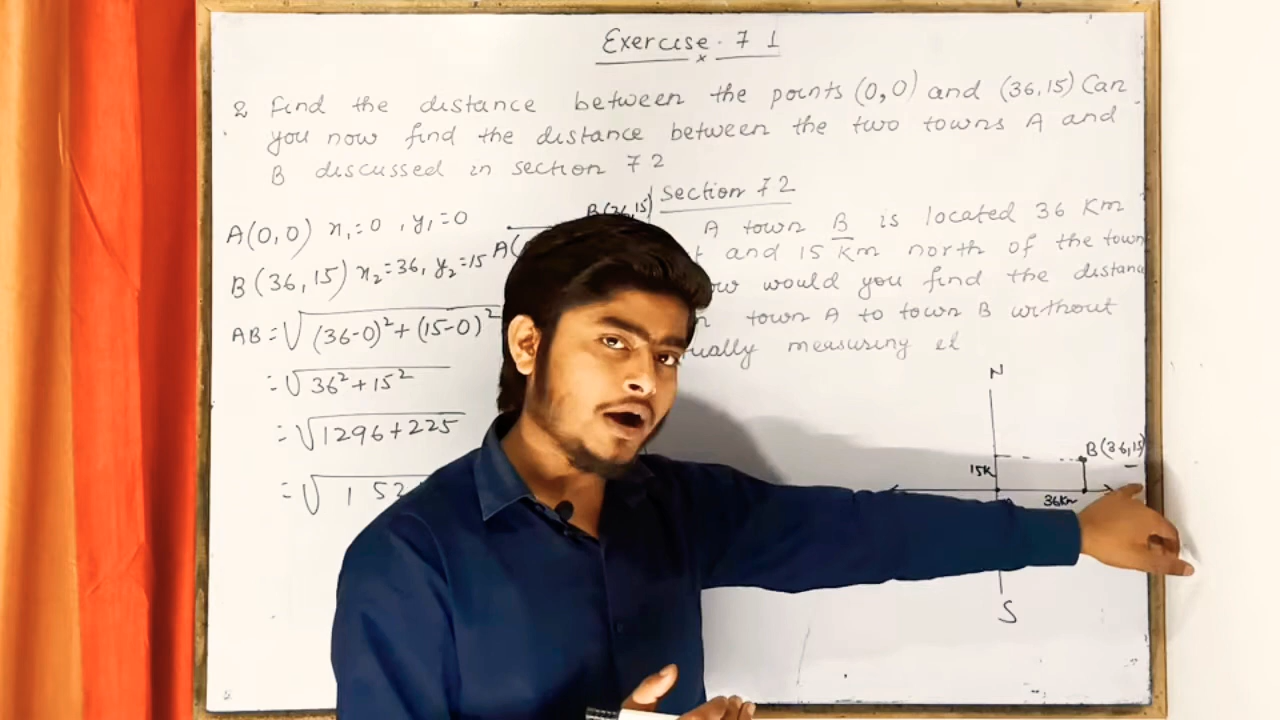 Exercise. 7 1
2 Find the distance between the points (0,0) and (36,15) Can
you now find the distance between the two towns A and
B discussed in section 7 2
Section 7 2
A(0,0) x₁=0 , y₁=0
B(36,15) x₂=36, y₂=15
AB=√(36-0)²+(15-0)²
=√36²+15²
=√1296+225
=√152
B(36,15)
A(
A town B is located 36 Km
and 15 km north of the town
would you find the distance
town A to town B without
measuring it
N
B(36,15)
15K
36Km
S